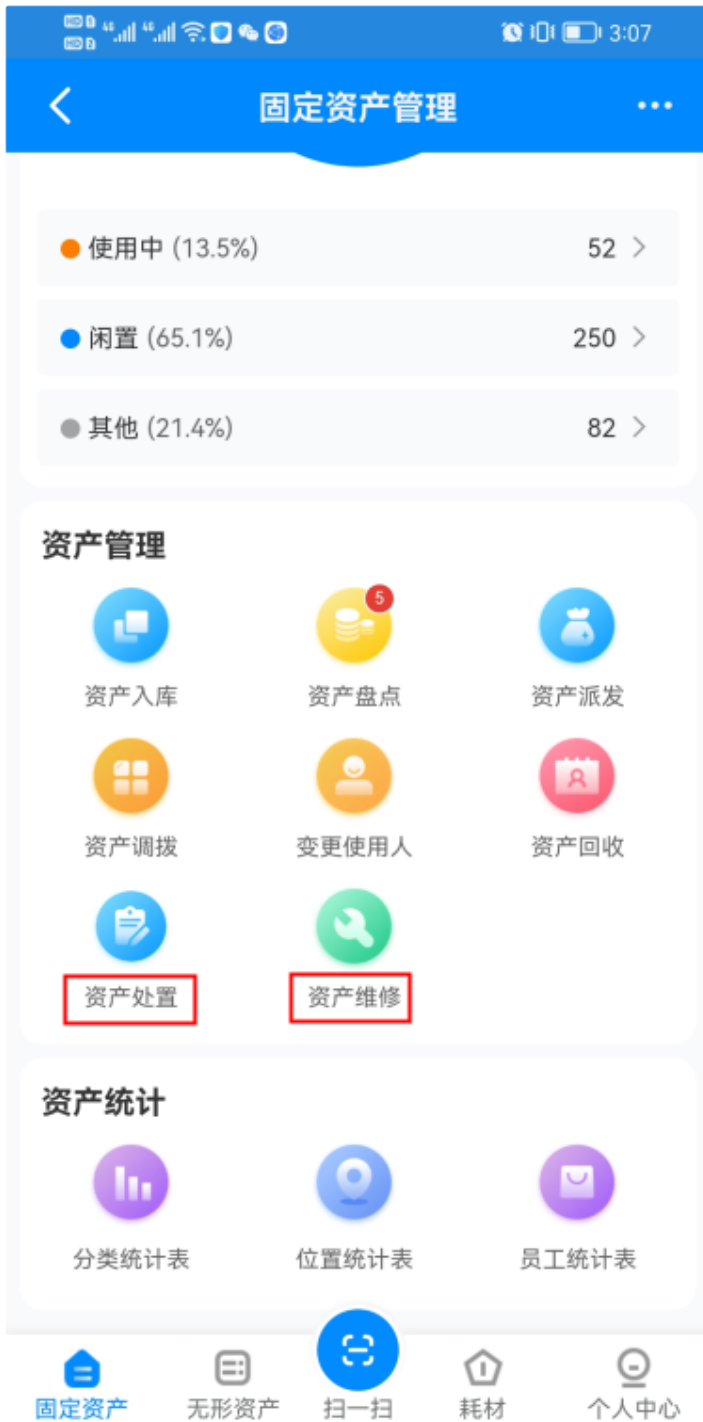 3:07
固定资产管理
使用中 (13.5%) 52
闲置 (65.1%) 250
其他 (21.4%) 82
资产管理
5
资产入库 资产盘点 资产派发
资产调拨 变更使用人 资产回收
资产处置 资产维修
资产统计
分类统计表 位置统计表 员工统计表
固定资产 无形资产 扫一扫 耗材 个人中心